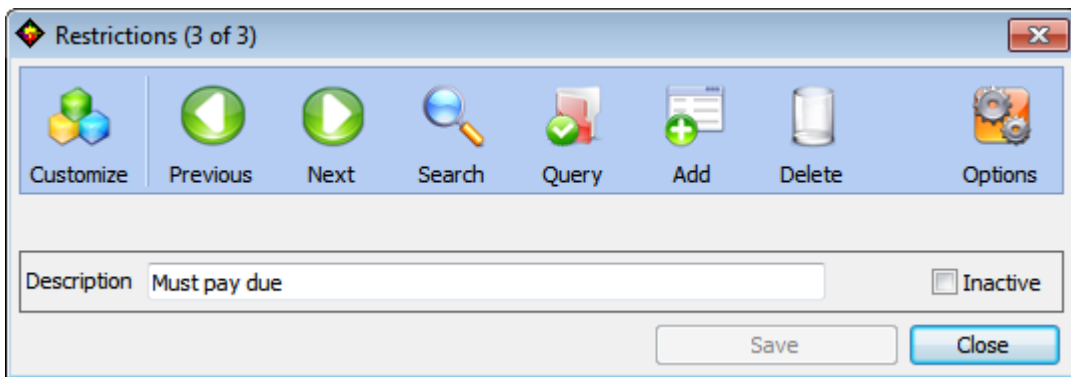 Restrictions (3 of 3)
Customize Previous Next Search Query Add Delete Options
Description Must pay due Inactive
Save Close